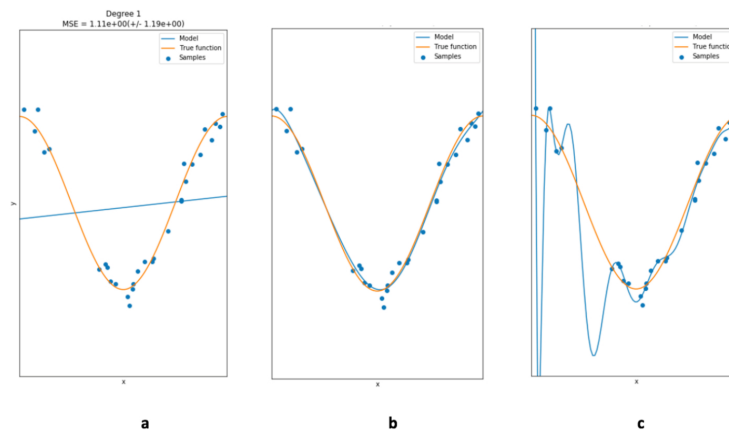 Degree 1
MSE = 1.11e+00(+/- 1.19e+00)
Model
True function
Samples
y
x
Model
True function
Samples
x
Model
True function
Samples
x
a
b
c